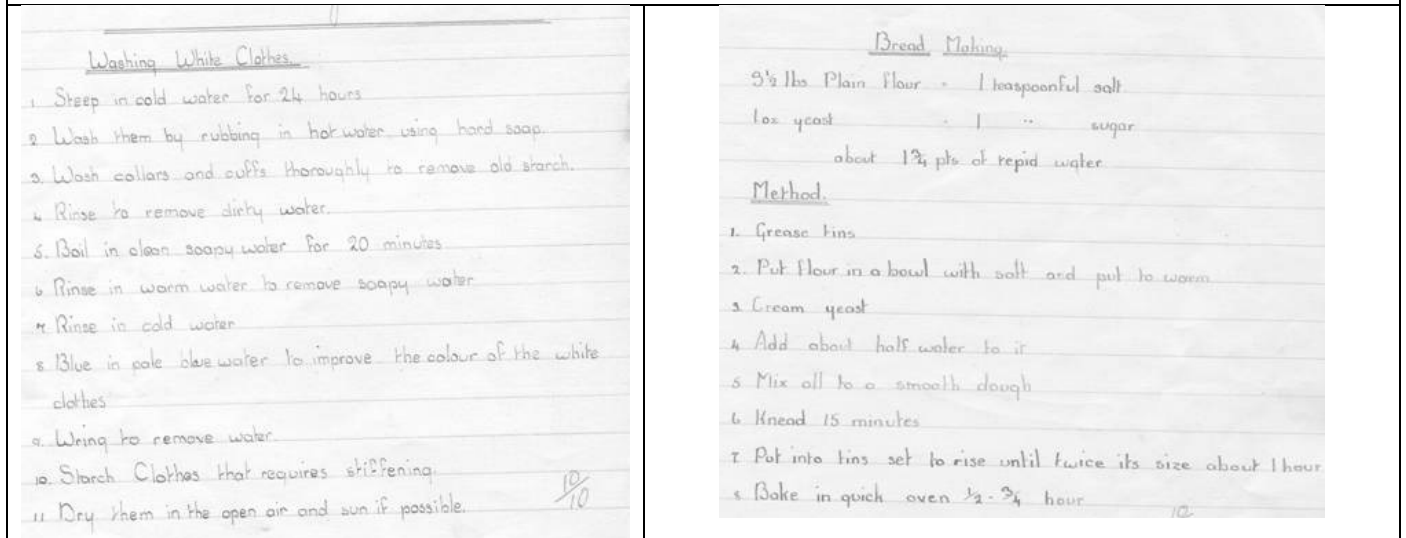 Washing White Clothes
1 Steep in cold water for 24 hours
2 Wash them by rubbing in hot water using hard soap.
3. Wash collars and cuffs thoroughly to remove old starch.
4 Rinse to remove dirty water.
5. Boil in clean soapy water for 20 minutes
6 Rinse in warm water to remove soapy water
7 Rinse in cold water
8 Blue in pale blue water to improve the colour of the white
clothes
9. Wring to remove water
10. Starch Clothes that requires stiffening.
11 Dry them in the open air and sun if possible.
10/10
Bread Making
3½ lbs Plain flour - 1 teaspoonful salt
1oz yeast - 1 " sugar
about 1¾ pts of tepid water
Method.
1. Grease tins
2. Put flour in a bowl with salt and put to warm
3 Cream yeast
4 Add about half water to it
5 Mix all to a smooth dough
6 Knead 15 minutes
7 Put into tins set to rise until twice its size about 1 hour
8 Bake in quick oven ½ - ¾ hour
10